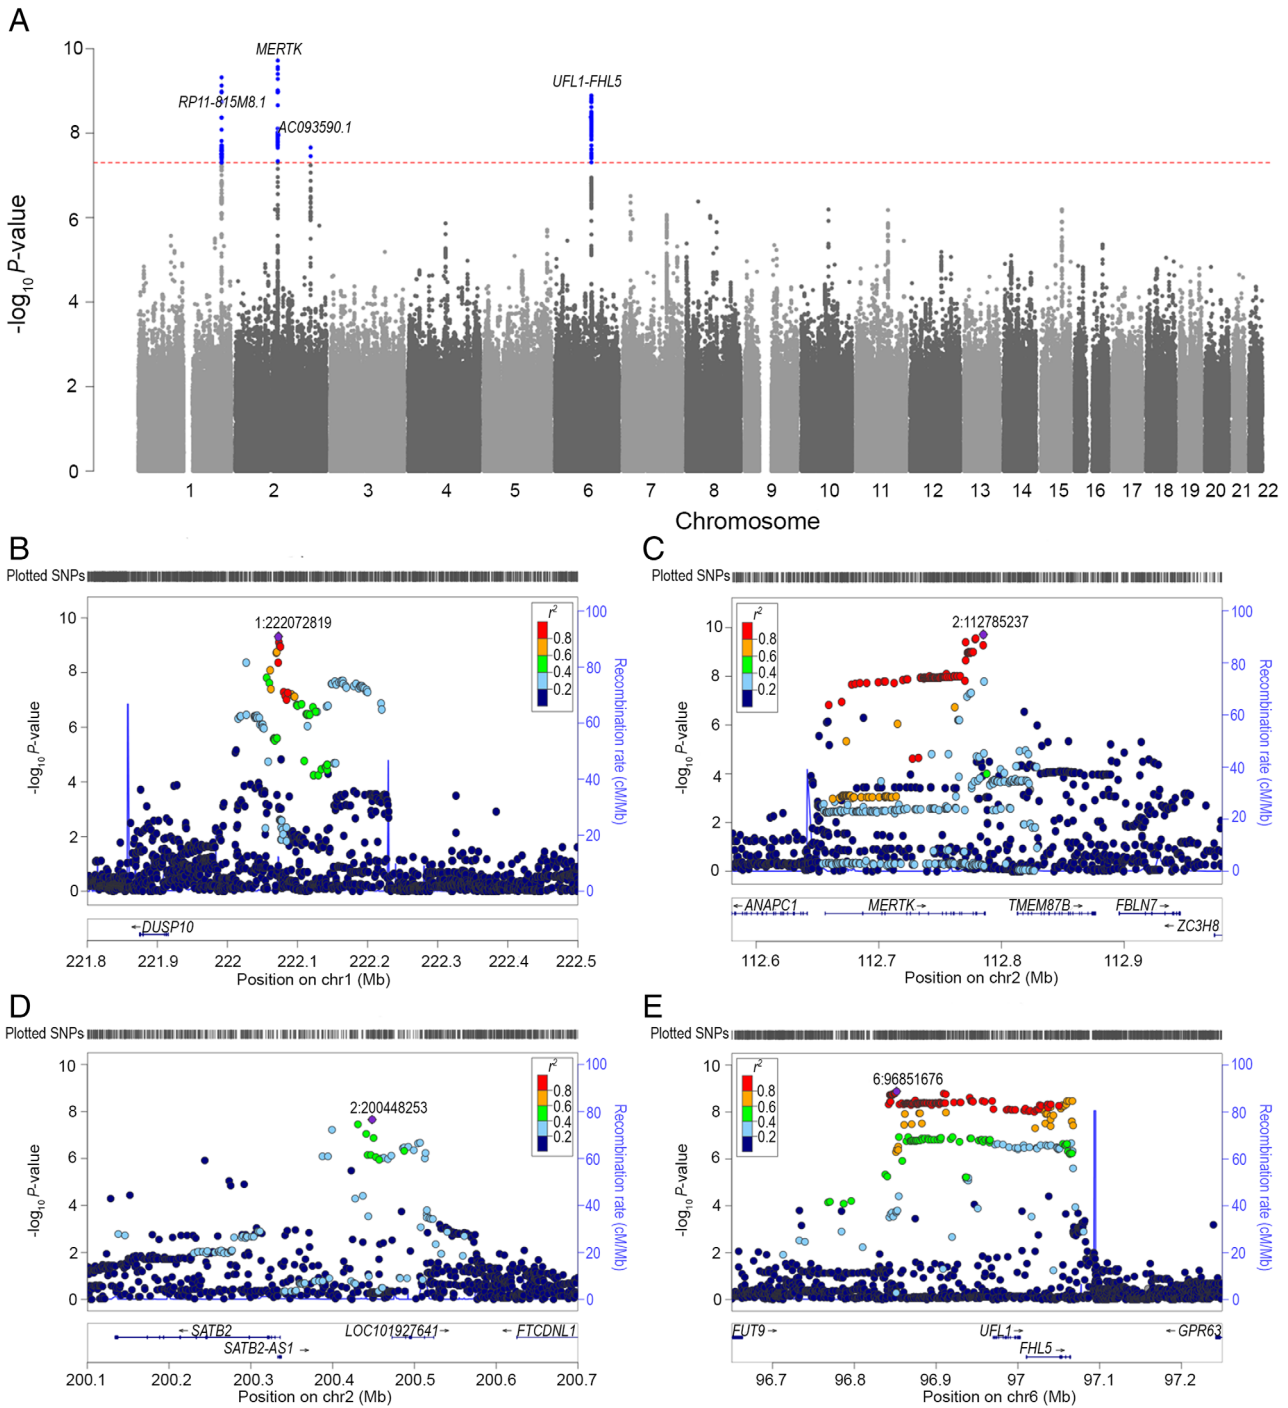 A
10
8
6
4
2
0
-log10 P-value
RP11-815M8.1
MERTK
AC093590.1
UFL1-FHL5
1 2 3 4 5 6 7 8 9 10 11 12 13 14 15 16 17 18 19 20 21 22
Chromosome
B
Plotted SNPs
10
8
6
4
2
0
-log10 P-value
1:222072819
r2
0.8
0.6
0.4
0.2
100
80
60
40
20
0
Recombination rate (cM/Mb)
←DUSP10
221.8 221.9 222 222.1 222.2 222.3 222.4 222.5
Position on chr1 (Mb)
C
Plotted SNPs
10
8
6
4
2
0
-log10 P-value
r2
0.8
0.6
0.4
0.2
2:112785237
100
80
60
40
20
0
Recombination rate (cM/Mb)
←ANAPC1 MERTK→ TMEM87B→ FBLN7→
←ZC3H8
112.6 112.7 112.8 112.9
Position on chr2 (Mb)
D
Plotted SNPs
10
8
6
4
2
0
-log10 P-value
2:200448253
r2
0.8
0.6
0.4
0.2
100
80
60
40
20
0
Recombination rate (cM/Mb)
←SATB2 LOC101927641→ ←FTCDNL1
SATB2-AS1→
200.1 200.2 200.3 200.4 200.5 200.6 200.7
Position on chr2 (Mb)
E
Plotted SNPs
10
8
6
4
2
0
-log10 P-value
r2
0.8
0.6
0.4
0.2
6:96851676
100
80
60
40
20
0
Recombination rate (cM/Mb)
FUT9→ UFL1→ ←GPR63
FHL5→
96.7 96.8 96.9 97 97.1 97.2
Position on chr6 (Mb)